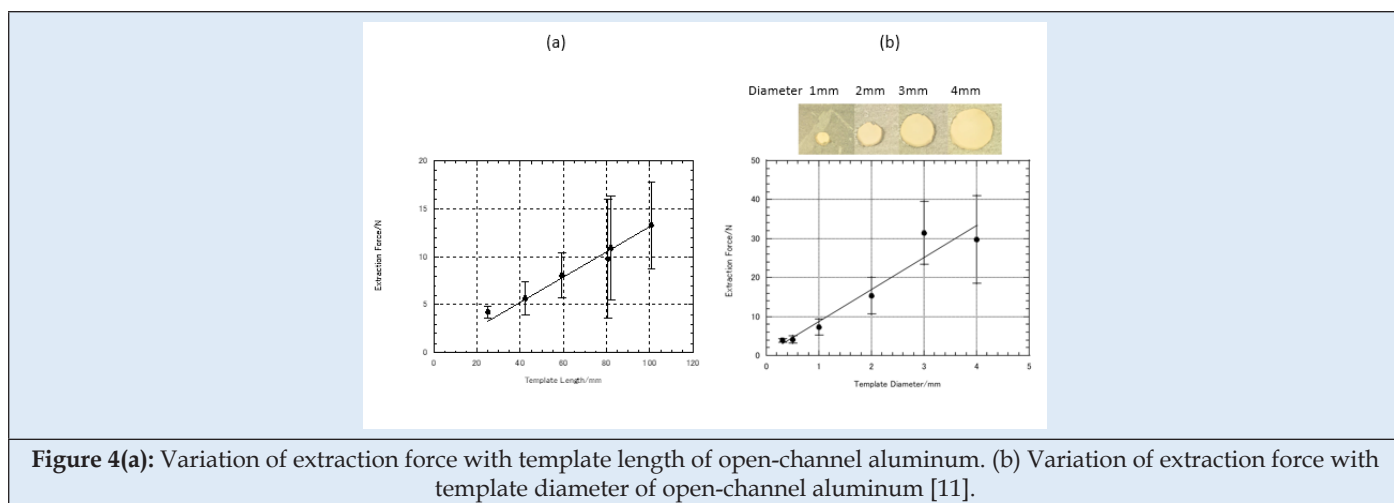 (a)
(b)
Diameter 1mm 2mm 3mm 4mm
20
15
10
5
0
Extraction Force/N
0 20 40 60 80 100 120
Template Length/mm
50
40
30
20
10
0
Extraction Force/N
0 1 2 3 4 5
Template Diameter/mm
Figure 4(a): Variation of extraction force with template length of open-channel aluminum. (b) Variation of extraction force with
template diameter of open-channel aluminum [11].